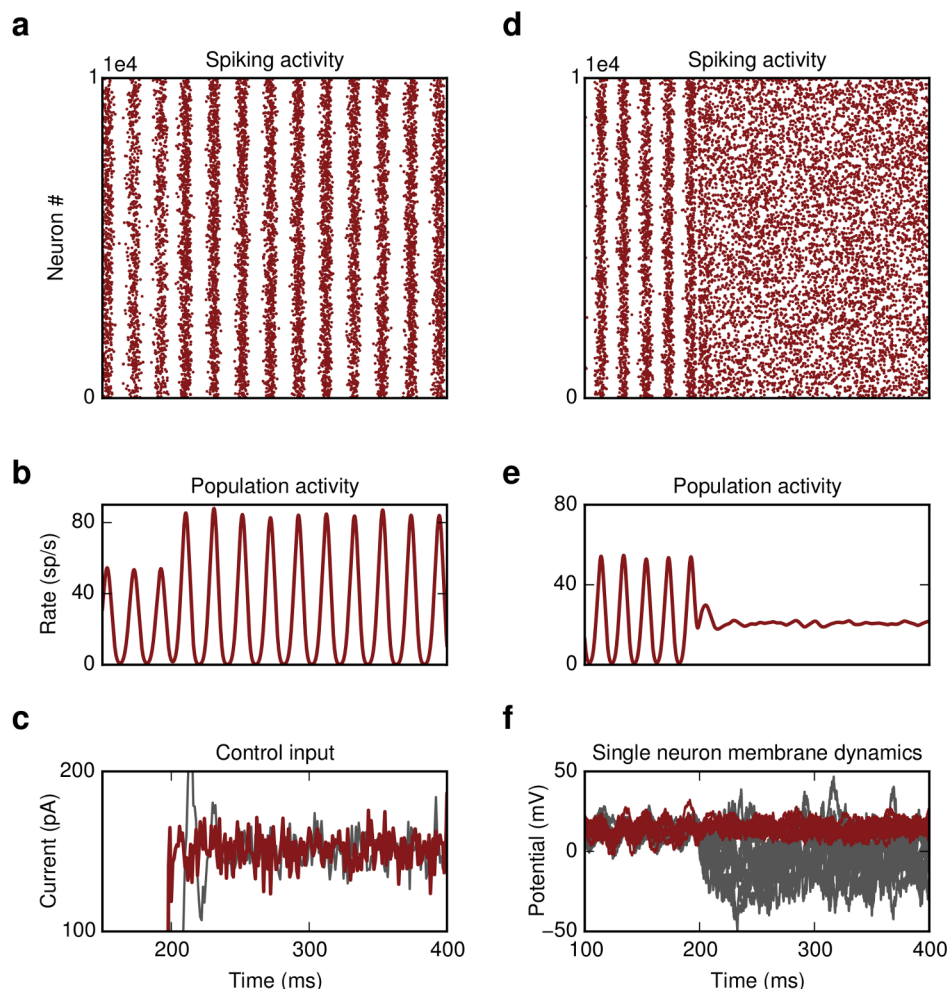 a
Spiking activity
1e4
1
Neuron #
0
b
Population activity
80
40
0
Rate (sp/s)
c
Control input
200
100
Current (pA)
200
300
400
Time (ms)
d
Spiking activity
1e4
1
0
e
Population activity
80
40
0
f
Single neuron membrane dynamics
50
0
−50
Potential (mV)
100
200
300
400
Time (ms)